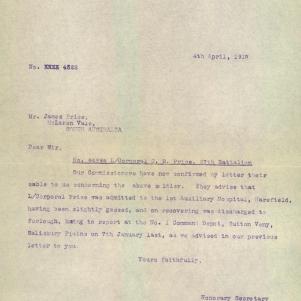 4th April, 1918
No. XXXX 4522
Mr. James Price,
McLaren Vale,
SOUTH AUSTRALIA
Dear Sir,
No. L/Corporal Price, 27th Battalion
Our Commissioners have now confirmed by letter their
cable to us concerning the above soldier. They advise that
L/Corporal Price was admitted to the 1st Auxiliary Hospital, Harefield,
having been slightly gassed, and on recovering was discharged to
furlough, having to report at the No. 1 Command Depot, Sutton Veny,
Salisbury Plains on 7th January last, as we advised in our previous
letter to you.
Yours faithfully,
Honorary Secretary